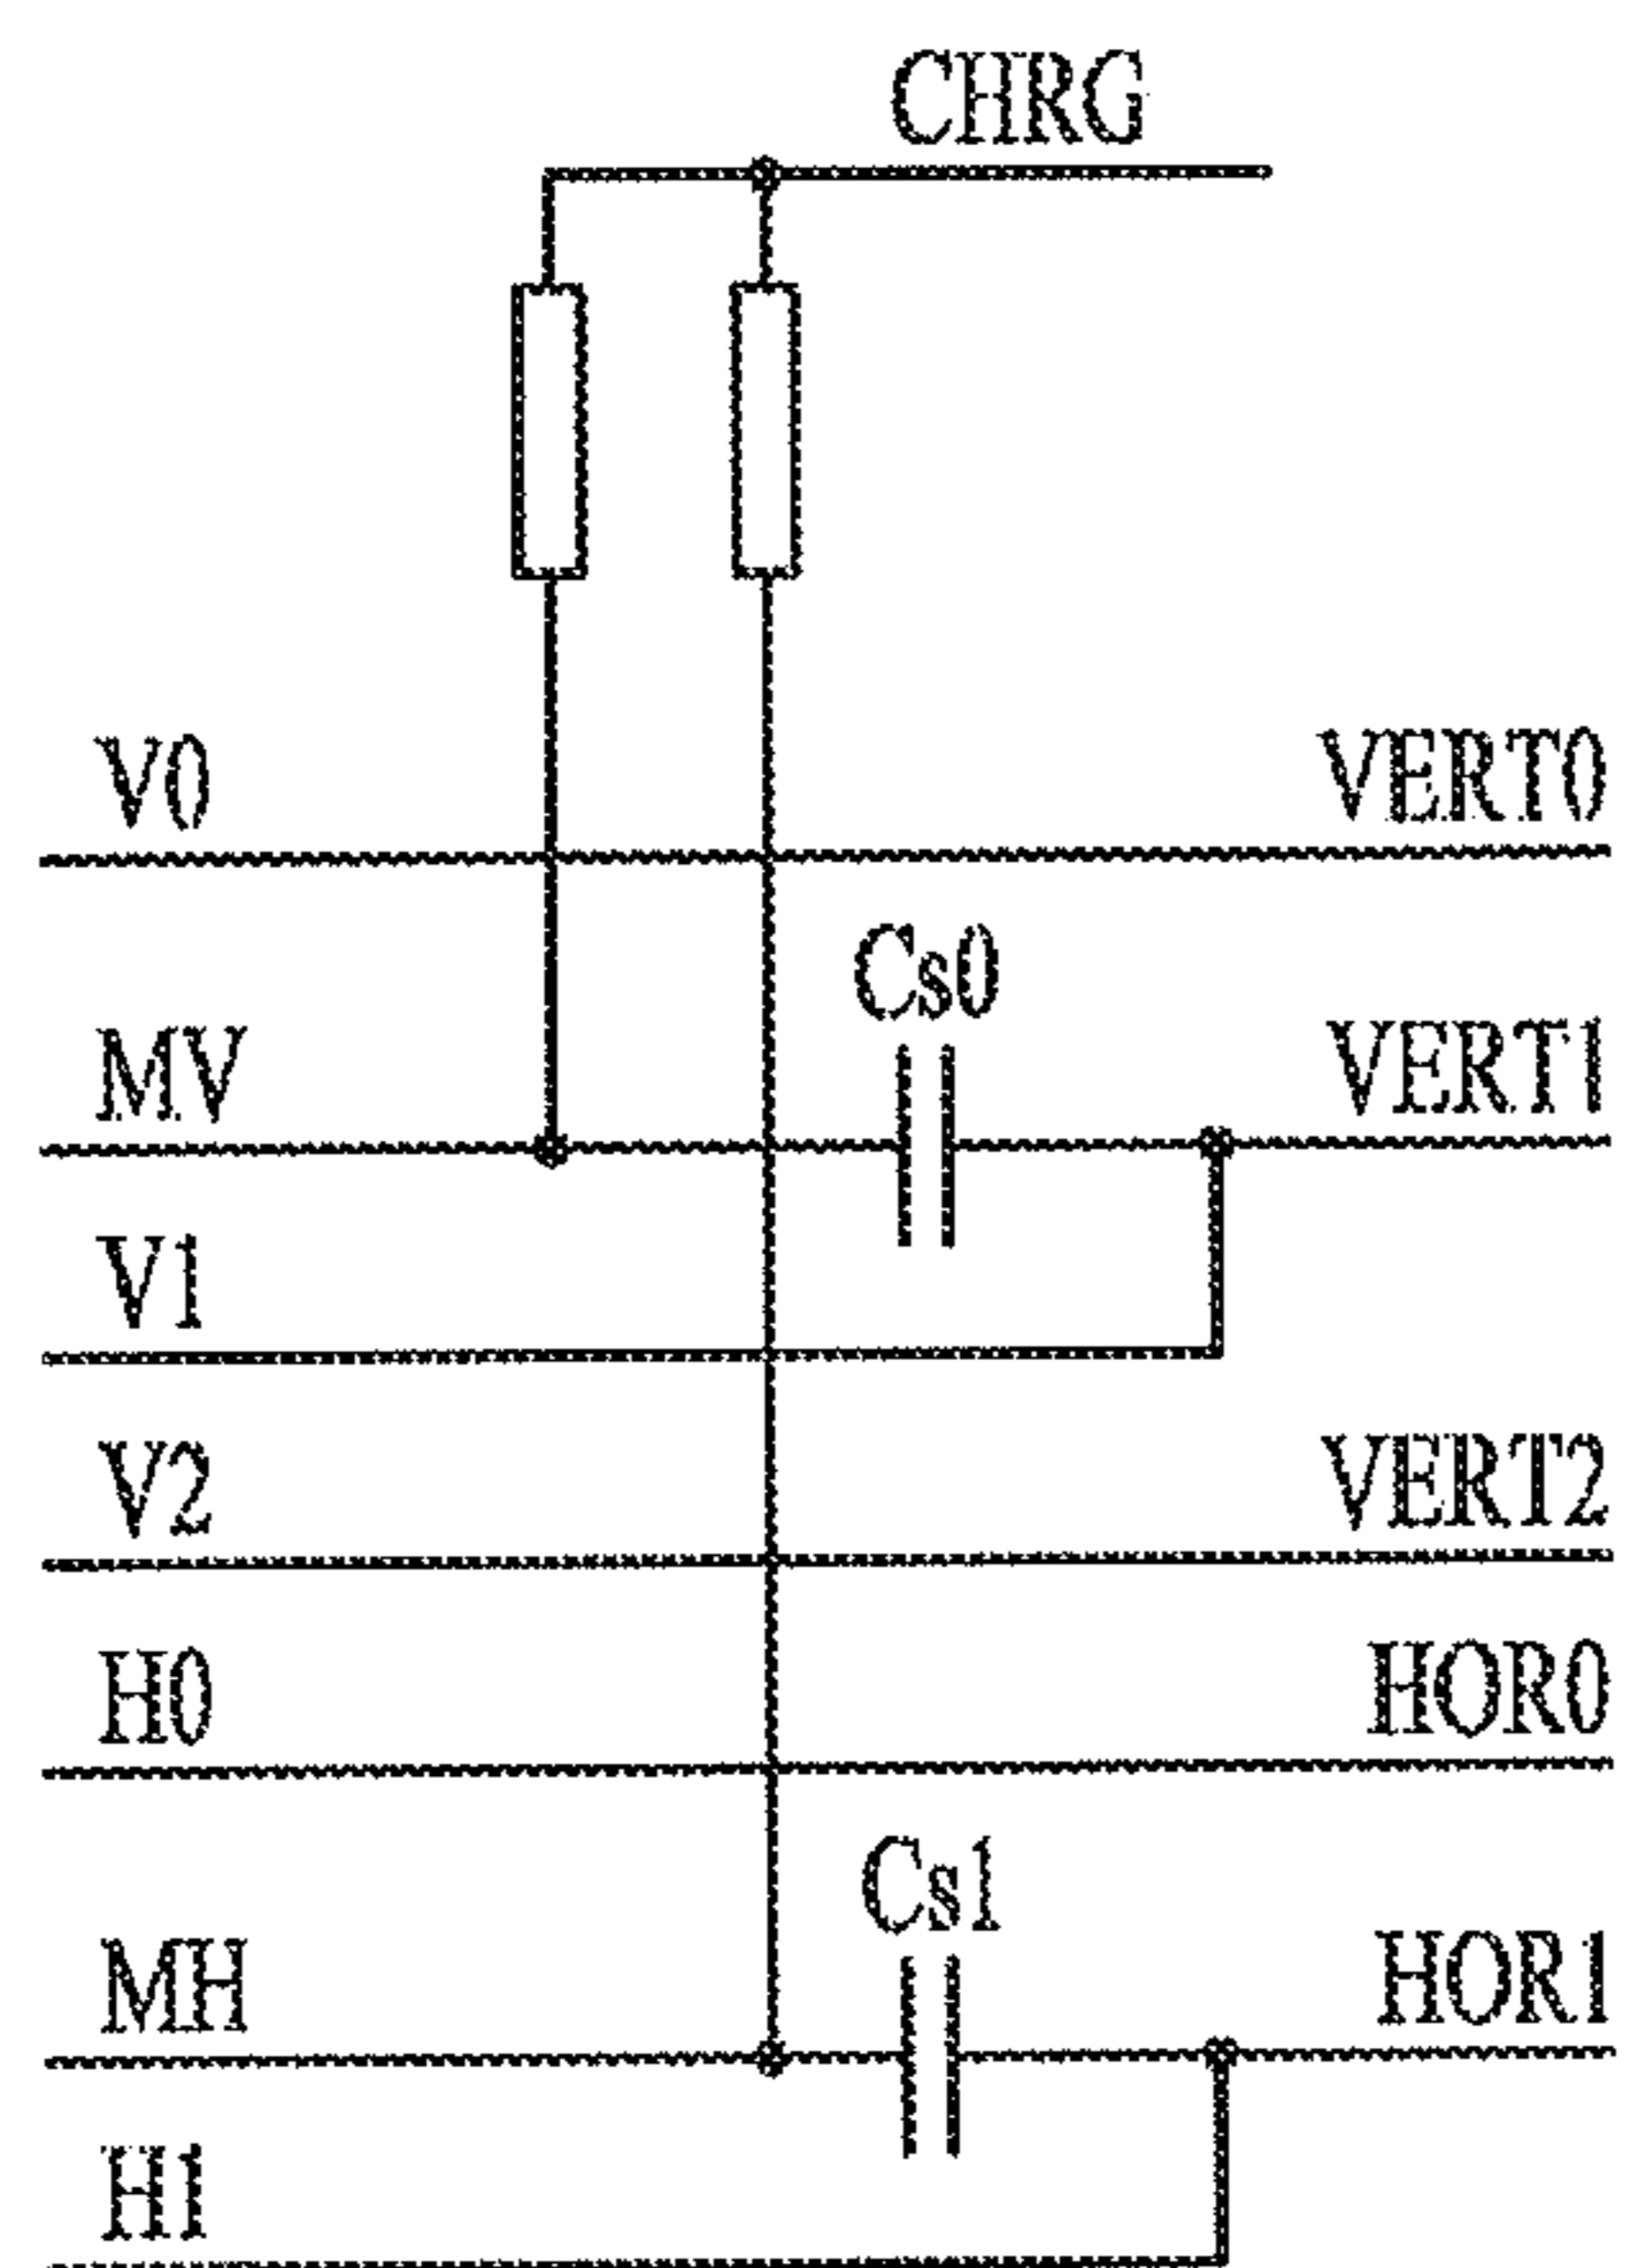 CHRG
V0 VERT0
Cs0
MV VERT1
V1
V2 VERT2
H0 HOR0
Cs1
MH HOR1
H1